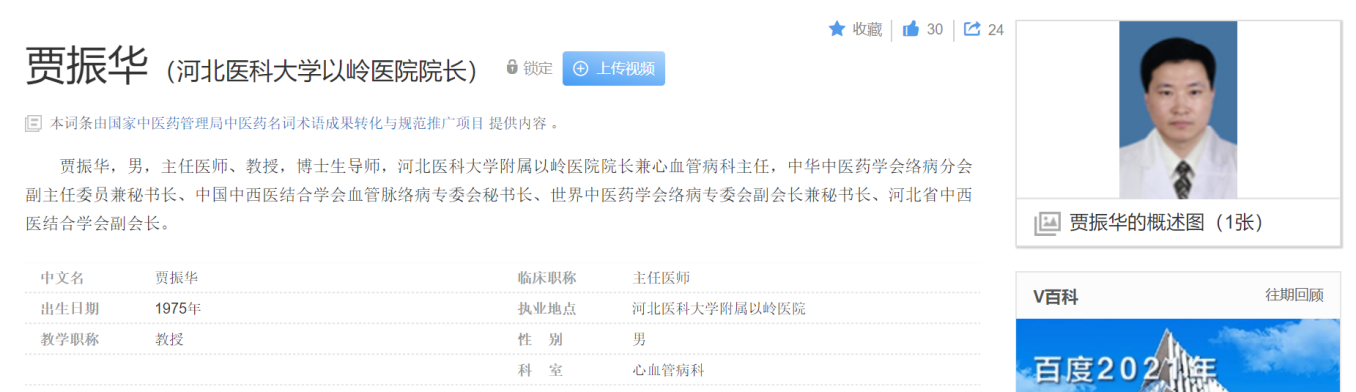 收藏 30 24
贾振华 （河北医科大学以岭医院院长） 锁定 上传视频
本词条由国家中医药管理局中医药名词术语成果转化与规范推广项目 提供内容 。
贾振华，男，主任医师、教授，博士生导师，河北医科大学附属以岭医院院长兼心血管病科主任，中华中医药学会络病分会
副主任委员兼秘书长、中国中西医结合学会血管脉络病专委会秘书长、世界中医药学会络病专委会副会长兼秘书长、河北省中西
医结合学会副会长。
中文名 贾振华 临床职称 主任医师
出生日期 1975年 执业地点 河北医科大学附属以岭医院
教学职称 教授 性 别 男
科 室 心血管病科
贾振华的概述图（1张）
V百科 往期回顾
百度2021年